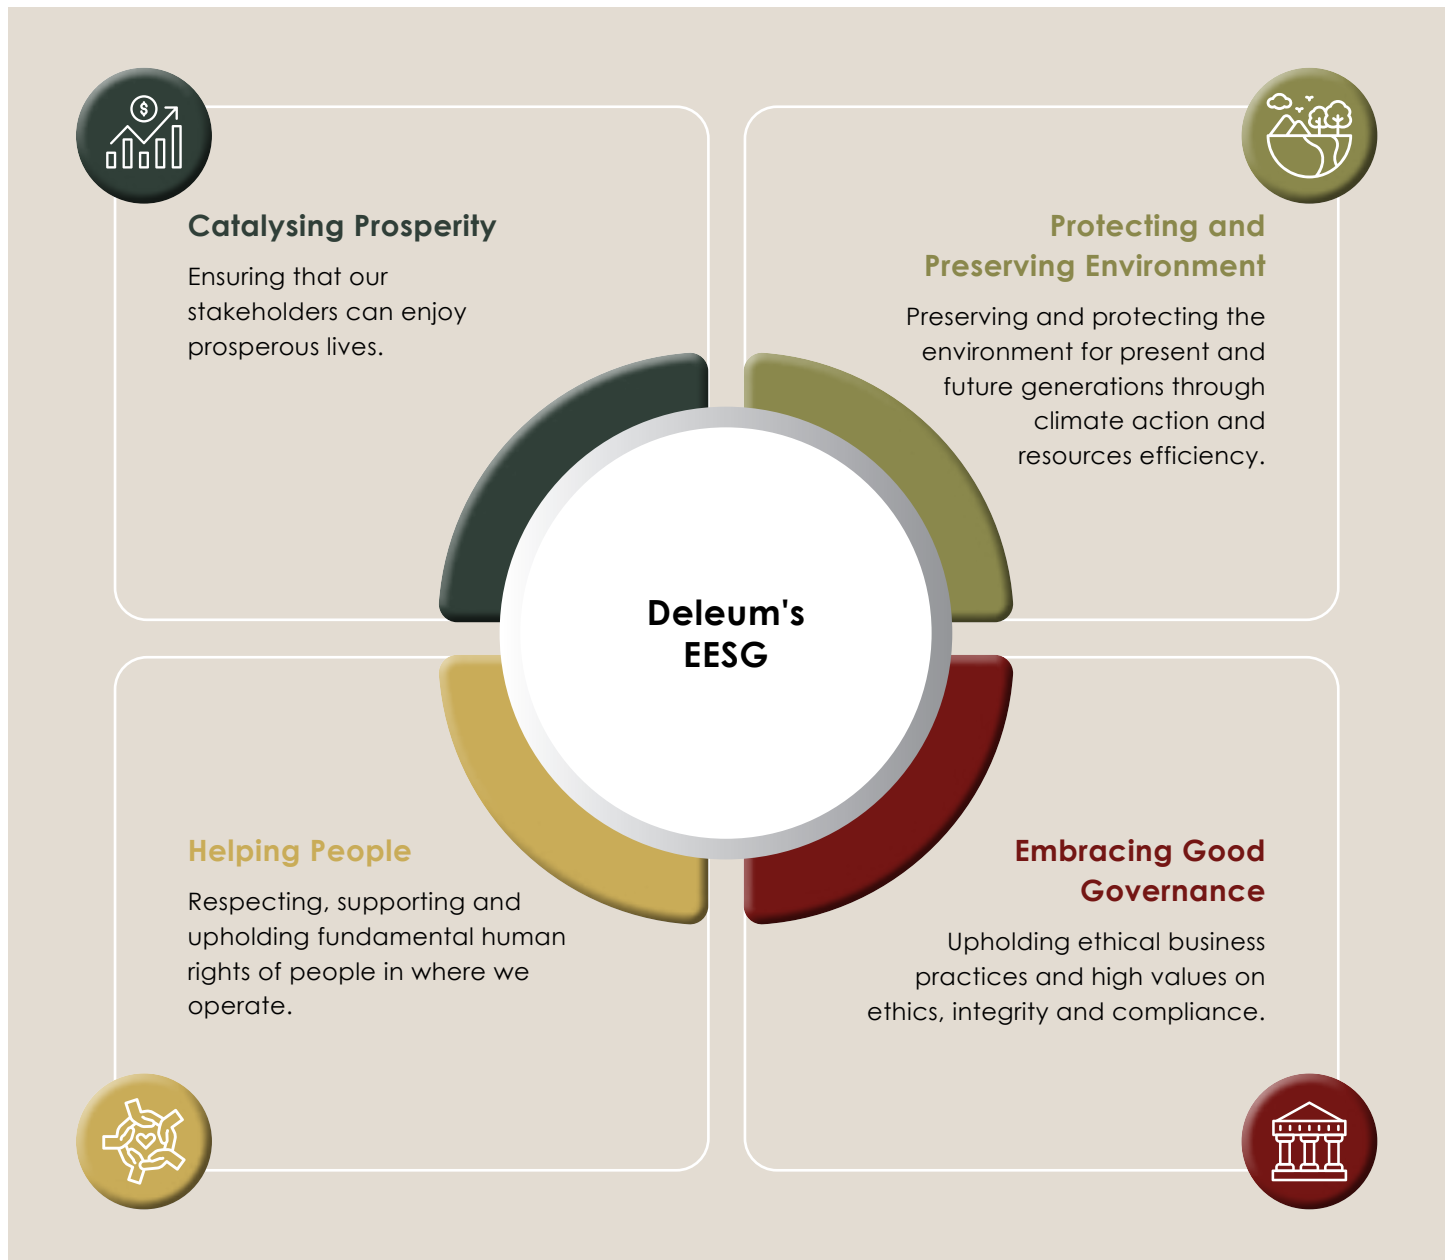 Catalysing Prosperity
Ensuring that our
stakeholders can enjoy
prosperous lives.
Protecting and
Preserving Environment
Preserving and protecting the
environment for present and
future generations through
climate action and
resources efficiency.
Deleum's
EESG
Helping People
Respecting, supporting and
upholding fundamental human
rights of people in where we
operate.
Embracing Good
Governance
Upholding ethical business
practices and high values on
ethics, integrity and compliance.